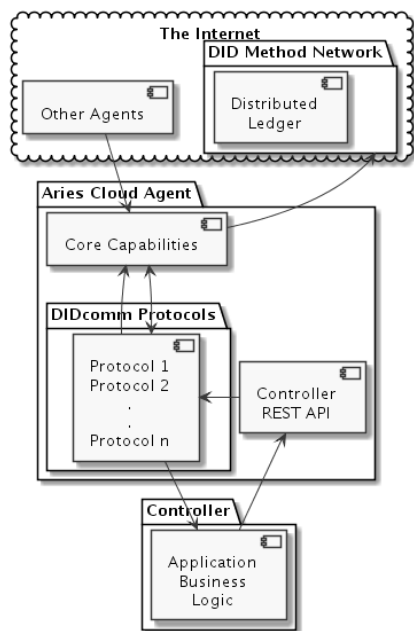 The Internet
DID Method Network
Other Agents
Distributed
Ledger
Aries Cloud Agent
Core Capabilities
DIDcomm Protocols
Protocol 1
Protocol 2
.
.
Protocol n
Controller
REST API
Controller
Application
Business
Logic